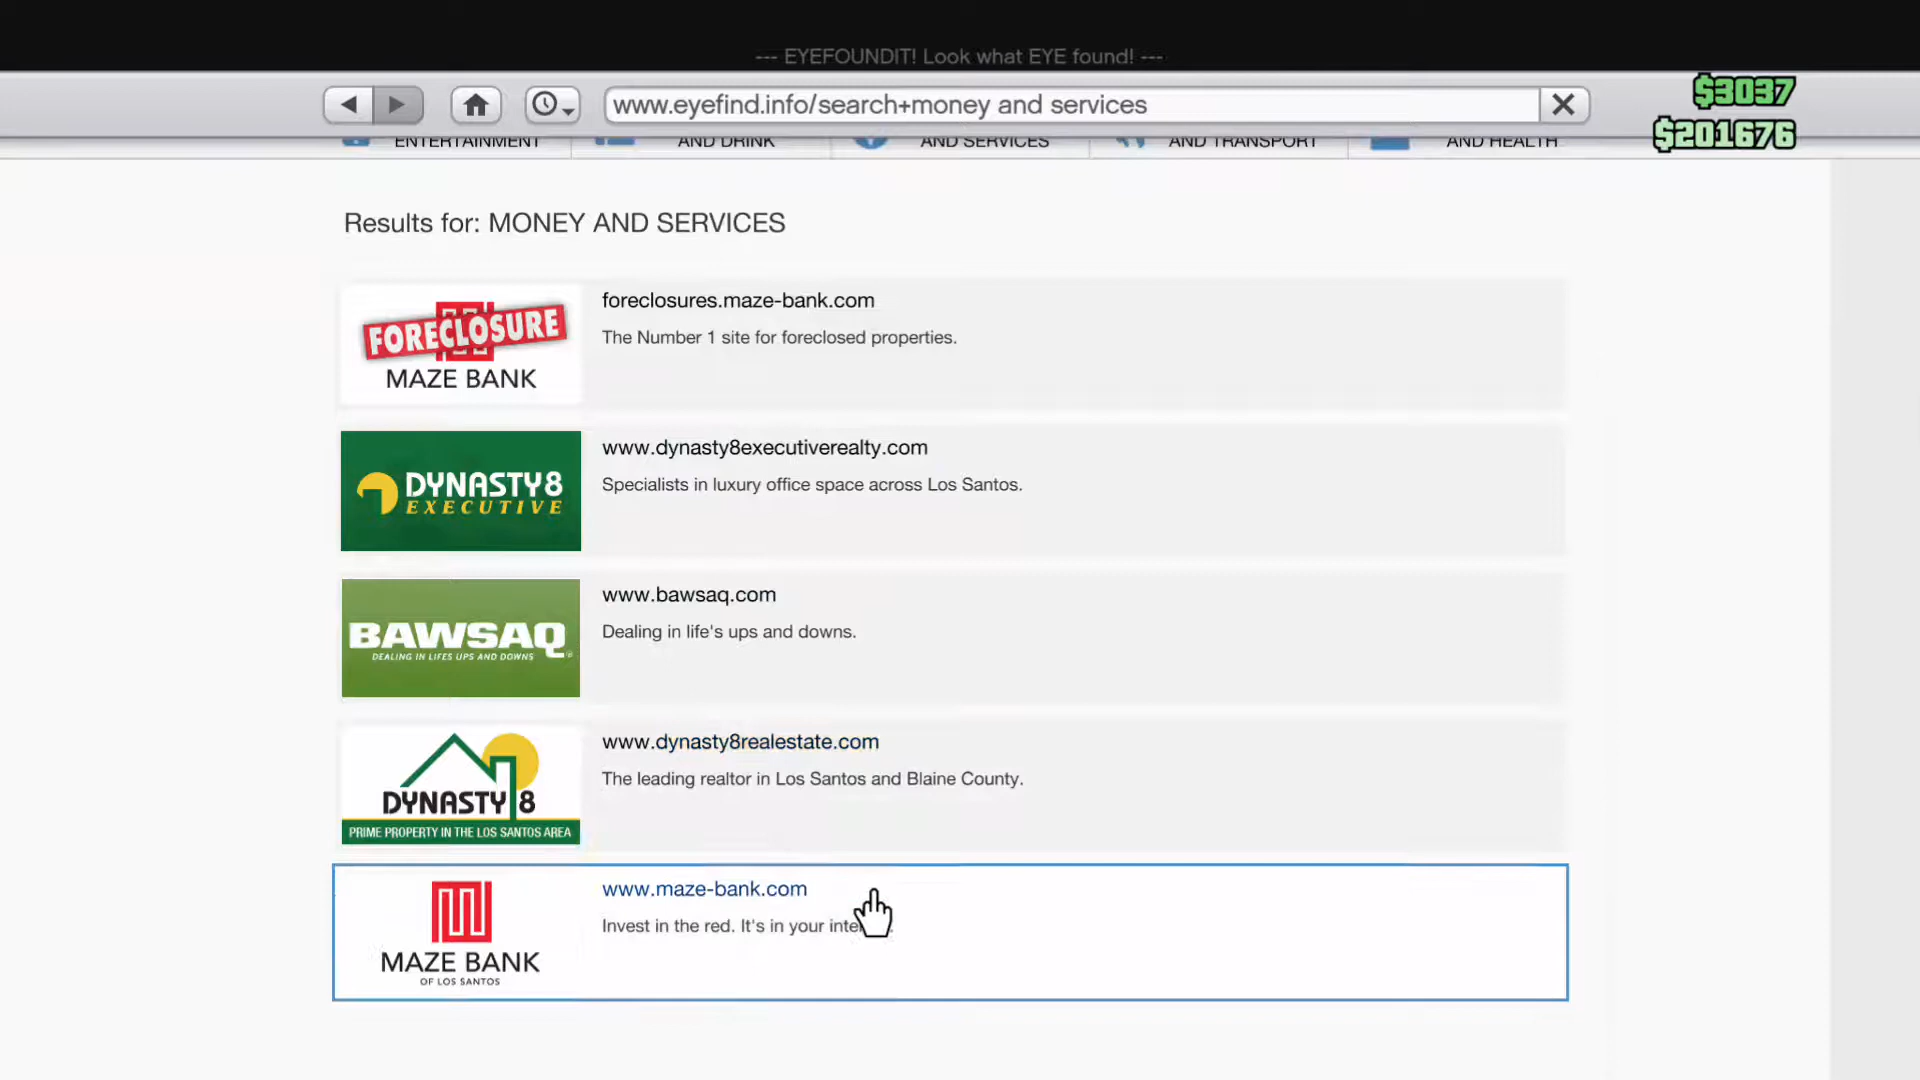 --- EYEFOUNDIT! Look what EYE found! ---
www.eyefind.info/search+money and services
$3037
$201676
ENTERTAINMENT
AND DRINK
AND SERVICES
AND TRANSPORT
AND HEALTH
Results for: MONEY AND SERVICES
FORECLOSURE
MAZE BANK
foreclosures.maze-bank.com
The Number 1 site for foreclosed properties.
DYNASTY8
EXECUTIVE
www.dynasty8executiverealty.com
Specialists in luxury office space across Los Santos.
BAWSAQ
DEALING IN LIFES UPS AND DOWNS
www.bawsaq.com
Dealing in life's ups and downs.
DYNASTY 8
PRIME PROPERTY IN THE LOS SANTOS AREA
www.dynasty8realestate.com
The leading realtor in Los Santos and Blaine County.
MAZE BANK
OF LOS SANTOS
www.maze-bank.com
Invest in the red. It's in your